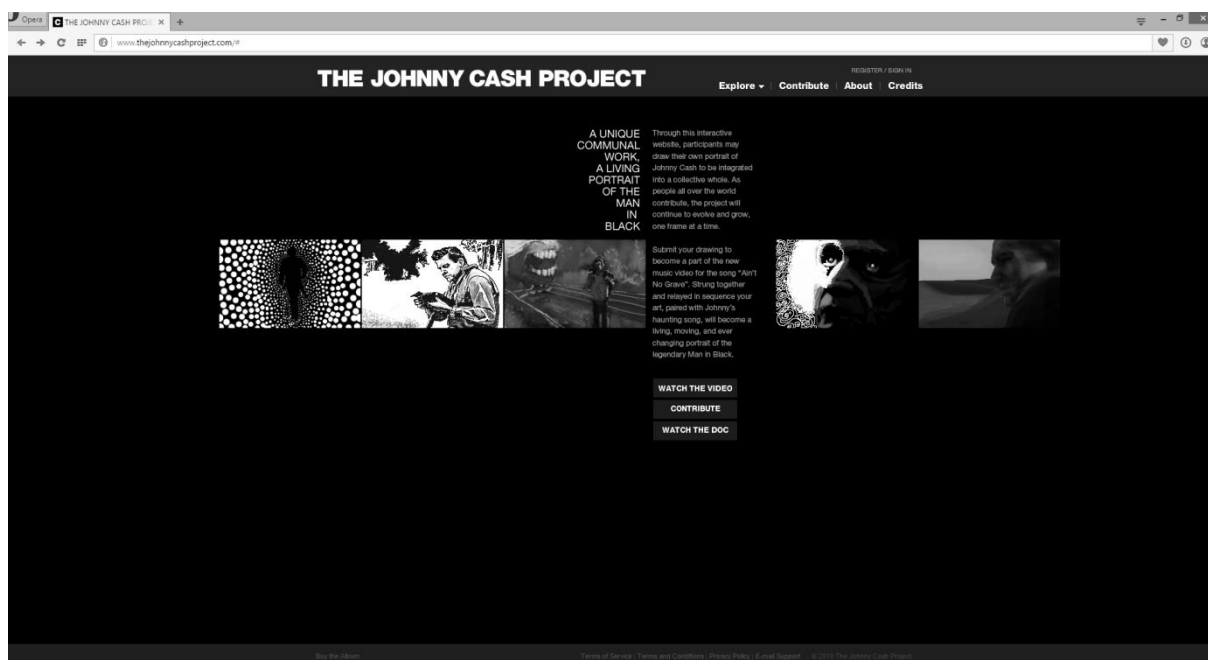 Opera
THE JOHNNY CASH PROJ
www.thejohnnycashproject.com/#
THE JOHNNY CASH PROJECT
REGISTER / SIGN IN
Explore
Contribute
About
Credits
A UNIQUE
COMMUNAL
WORK,
A LIVING
PORTRAIT
OF THE
MAN
IN
BLACK
Through this interactive
website, participants may
draw their own portrait of
Johnny Cash to be integrated
into a collective whole. As
people all over the world
contribute, the project will
continue to evolve and grow,
one frame at a time.
Submit your drawing to
become a part of the new
music video for the song "Ain't
No Grave". Strung together
and relayed in sequence your
art, paired with Johnny's
haunting song, will become a
living, moving, and ever
changing portrait of the
legendary Man in Black.
WATCH THE VIDEO
CONTRIBUTE
WATCH THE DOC
Buy the Album
Terms of Service | Terms and Conditions | Privacy Policy | E-mail Support
© 2010 The Johnny Cash Project